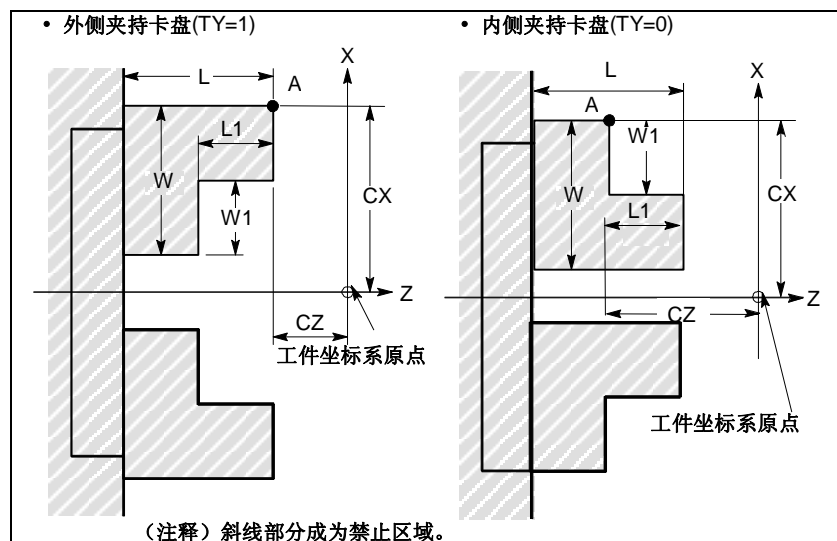 • 外侧夹持卡盘(TY=1)
• 内侧夹持卡盘(TY=0)
L
A
X
L1
W
W1
CX
Z
CZ
工件坐标系原点
L
X
A
W1
W
L1
CX
Z
CZ
工件坐标系原点
（注释）斜线部分成为禁止区域。